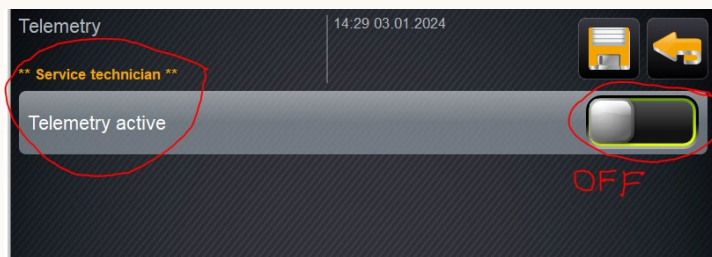 Telemetry
14:29 03.01.2024
** Service technician **
Telemetry active
OFF